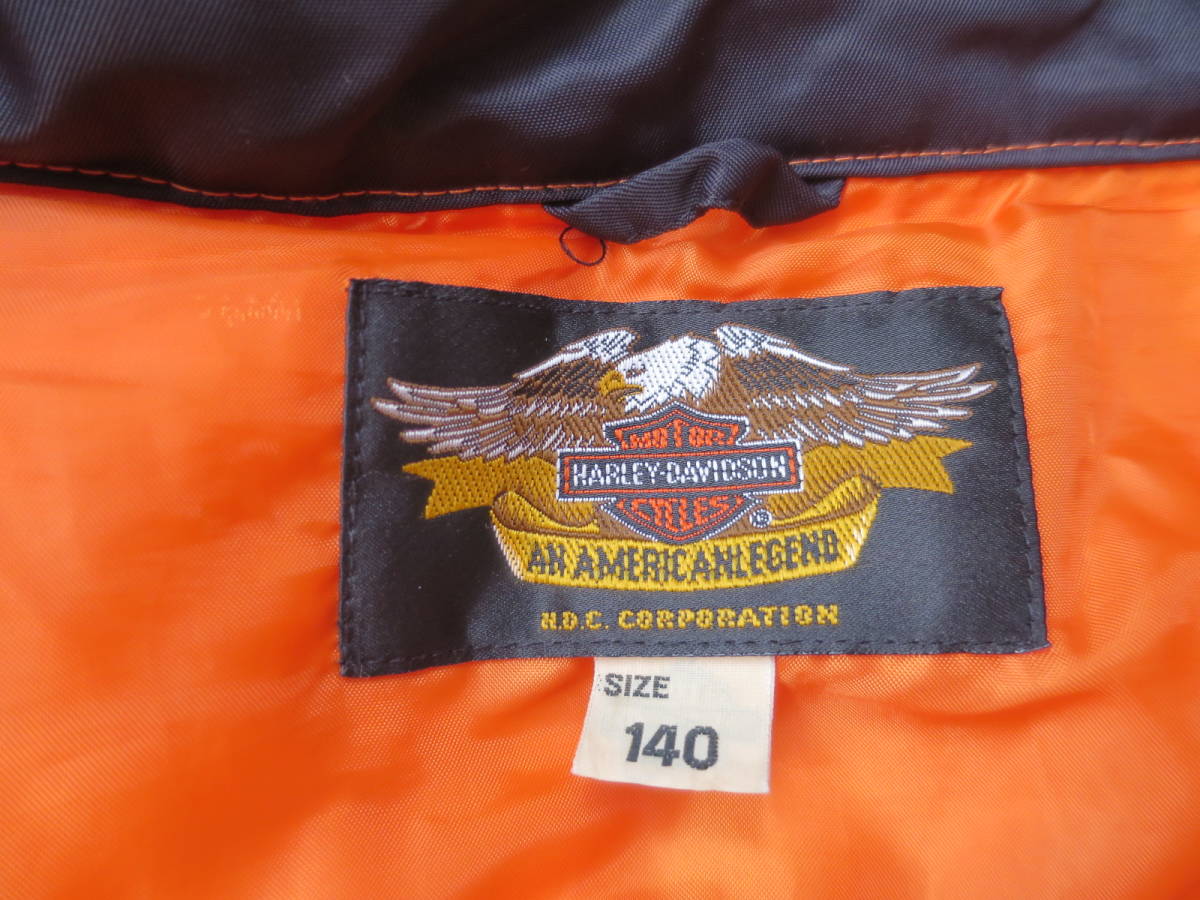 MOTOR
HARLEY-DAVIDSON
CYCLES ®
AN AMERICAN LEGEND
H.D.C. CORPORATION
SIZE
140